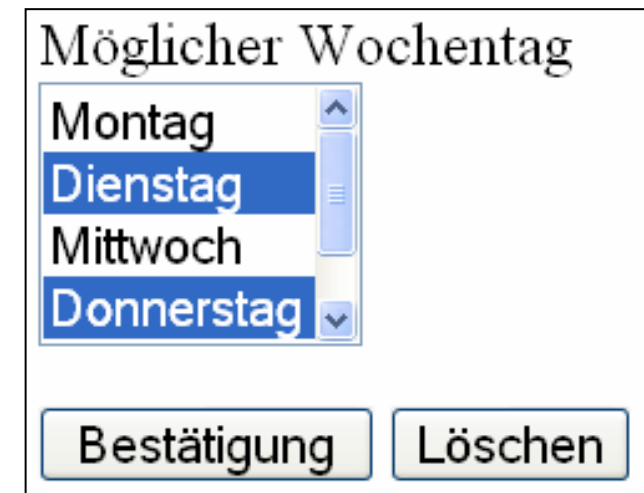 Möglicher Wochentag
Montag
Dienstag
Mittwoch
Donnerstag
Bestätigung Löschen